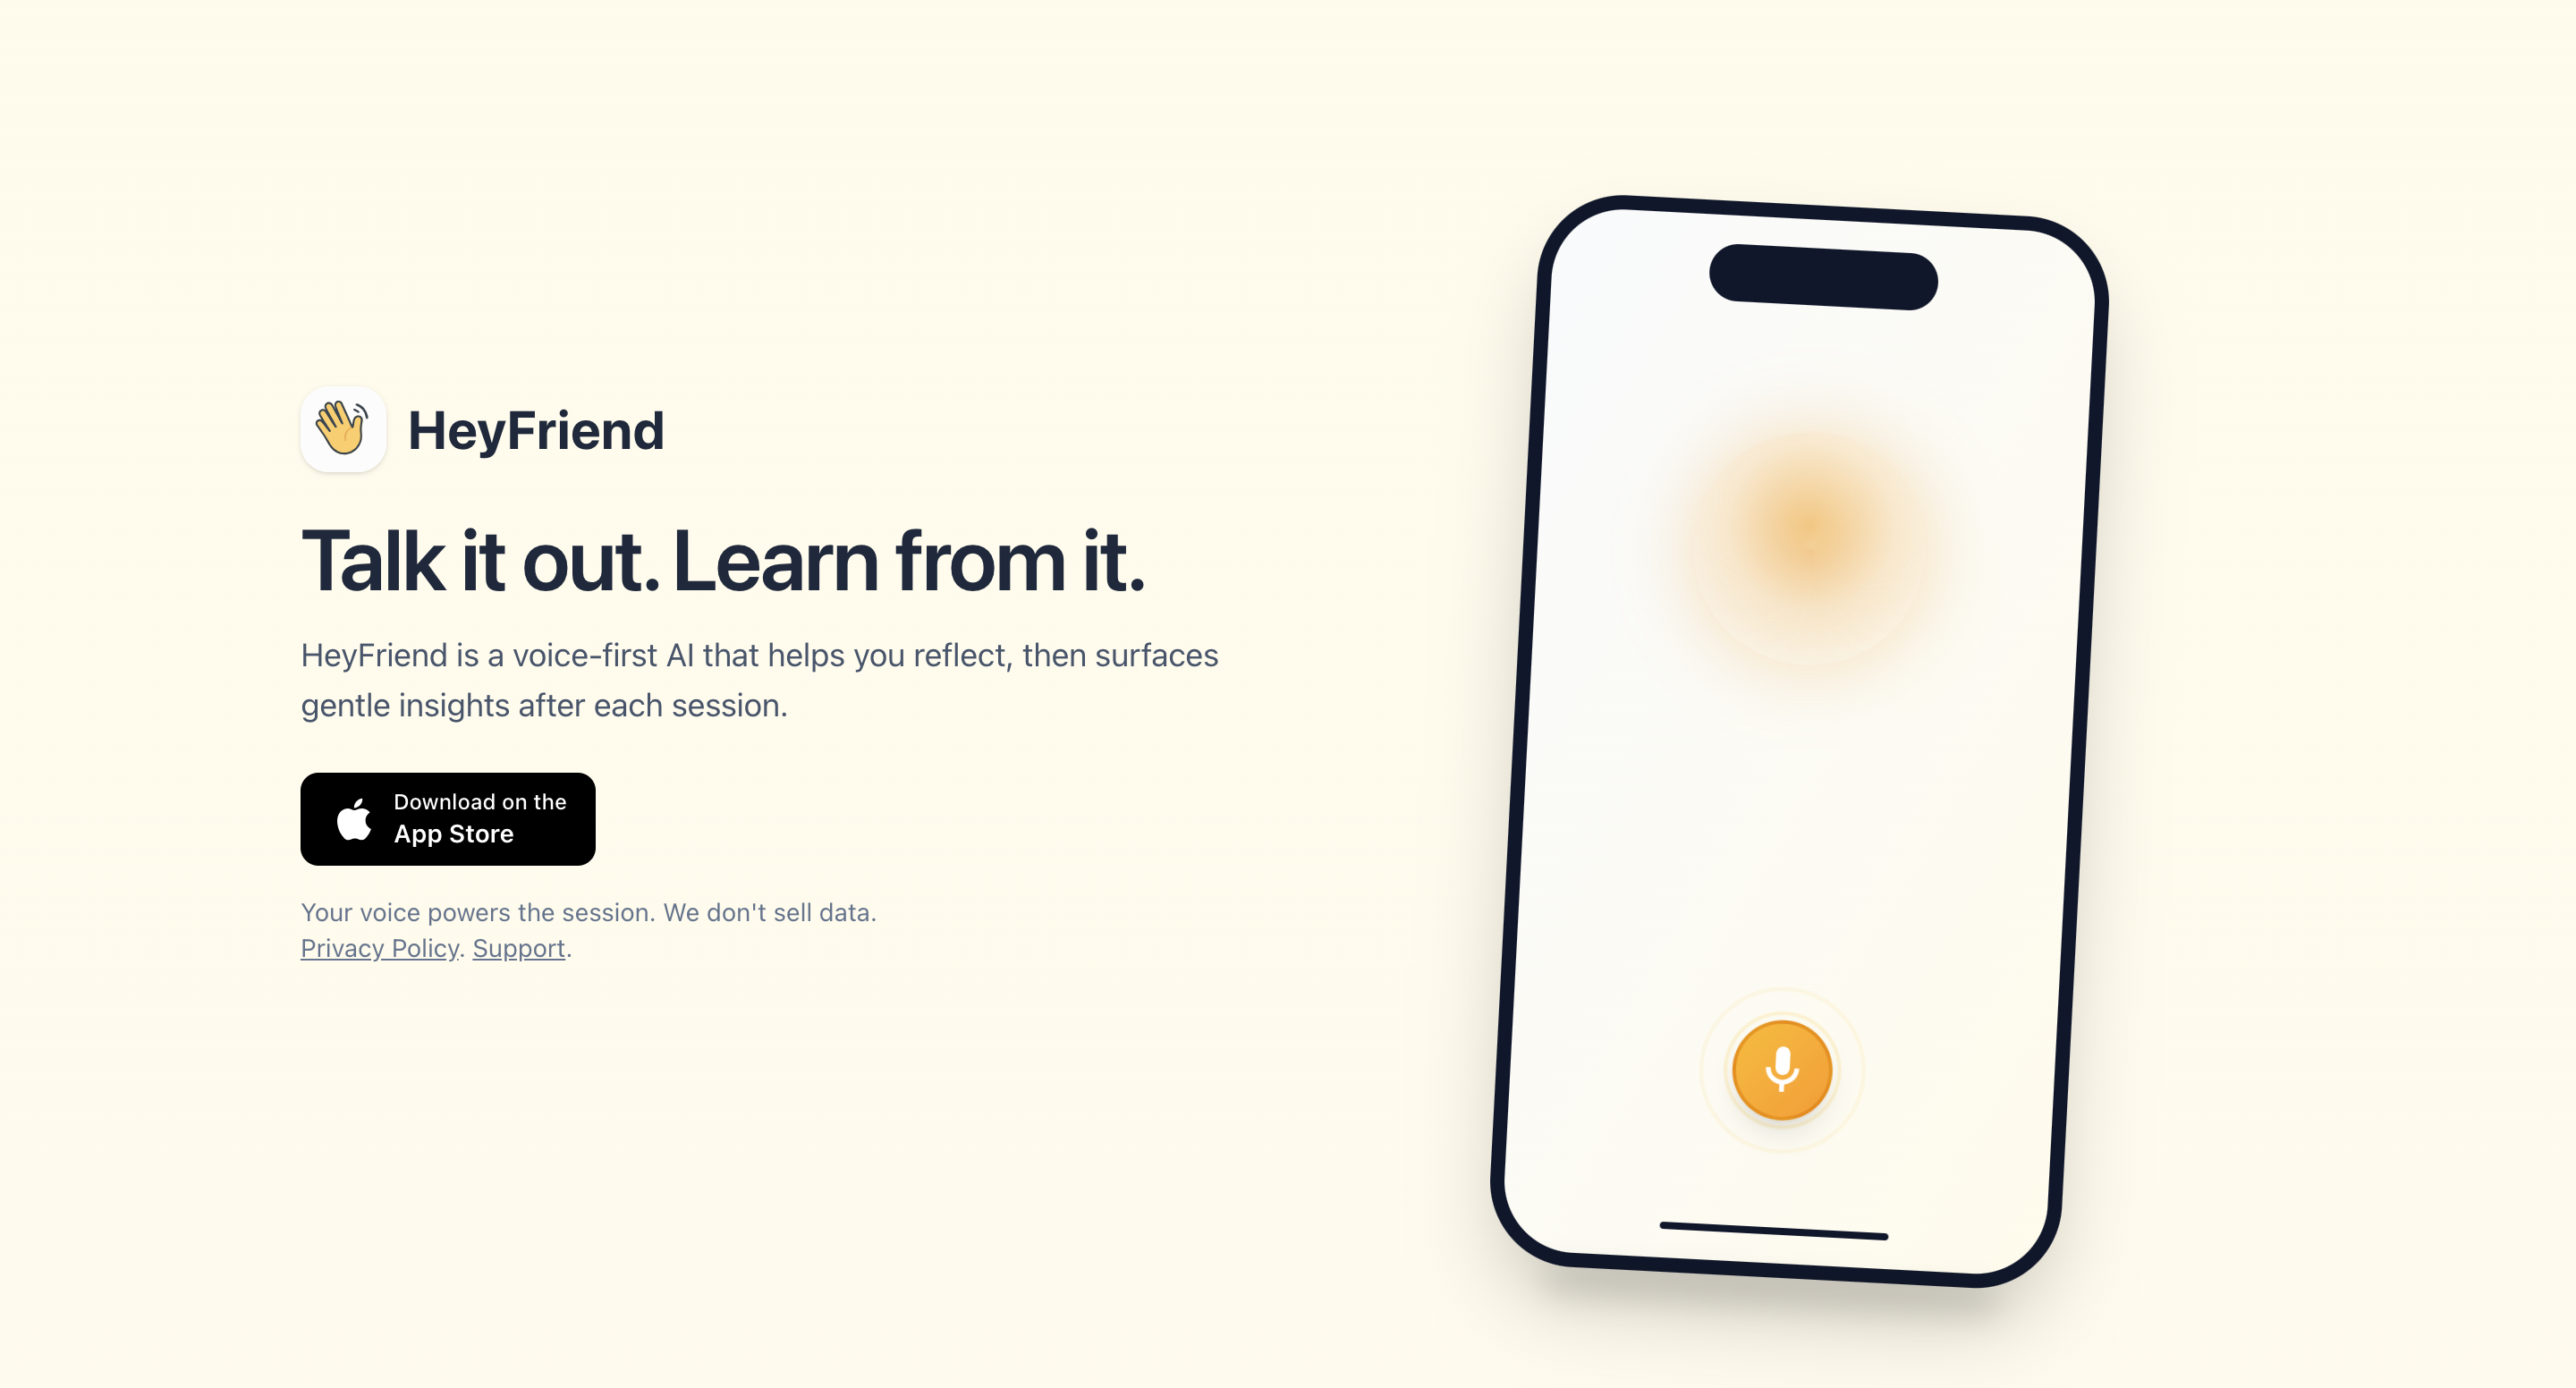 HeyFriend
Talk it out. Learn from it.
HeyFriend is a voice-first AI that helps you reflect, then surfaces
gentle insights after each session.
Download on the
App Store
Your voice powers the session. We don't sell data.
Privacy Policy. Support.